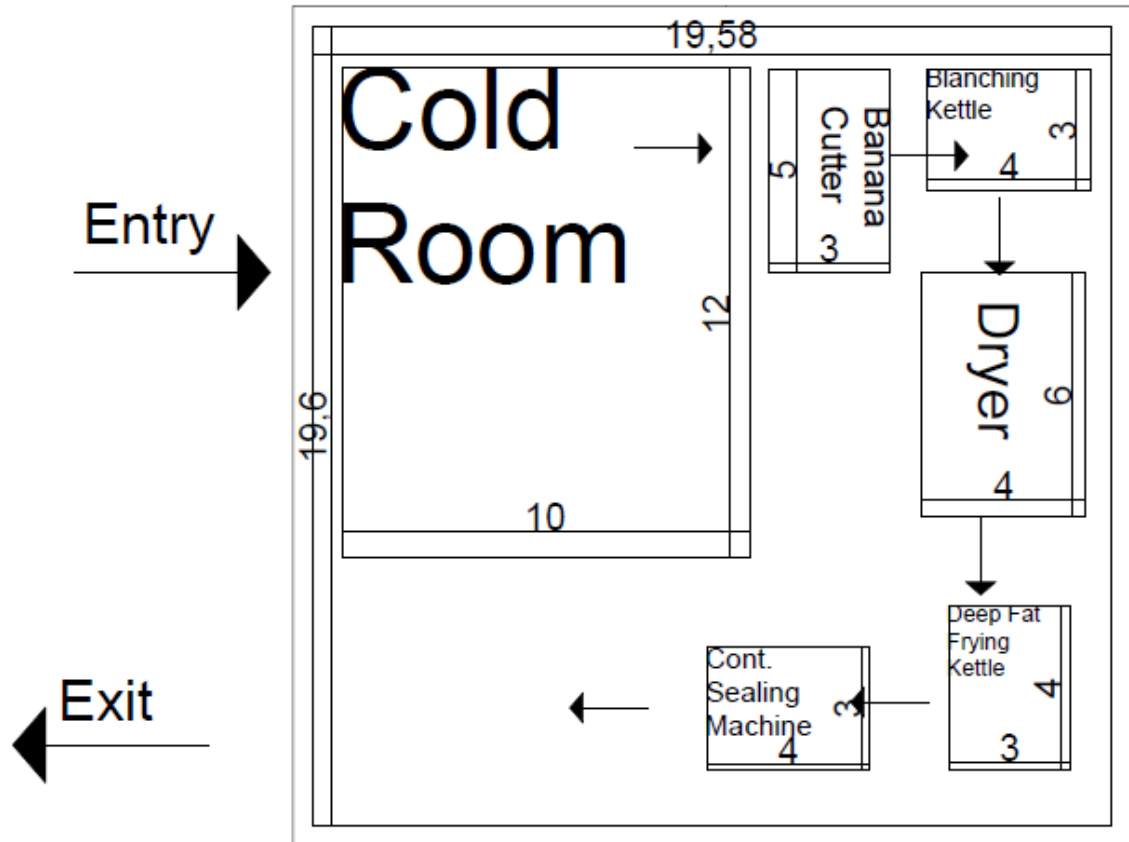 19,58
Cold
Room
12
10
Entry
19,6
Banana
Cutter
5
3
Blanching
Kettle
3
4
Dryer
6
4
Deep Fat
Frying
Kettle
4
3
Cont.
Sealing
Machine
3
4
Exit